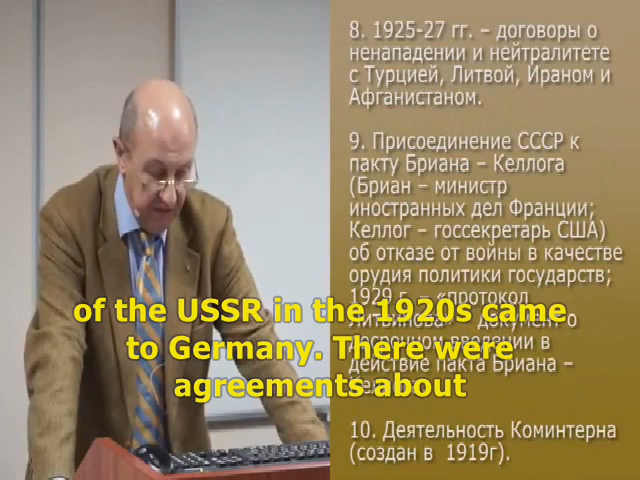 8. 1925-27 гг. – договоры о
ненападении и нейтралитете
с Турцией, Литвой, Ираном и
Афганистаном.
9. Присоединение СССР к
пакту Бриана – Келлога
(Бриан – министр
иностранных дел Франции;
Келлог – госсекретарь США)
об отказе от войны в качестве
орудия политики государств;
1929 г. – «протокол
Литвинова» – документ о
досрочном введении в
действие пакта Бриана –
10. Деятельность Коминтерна
(создан в 1919г).
of the USSR in the 1920s came
to Germany. There were
agreements about